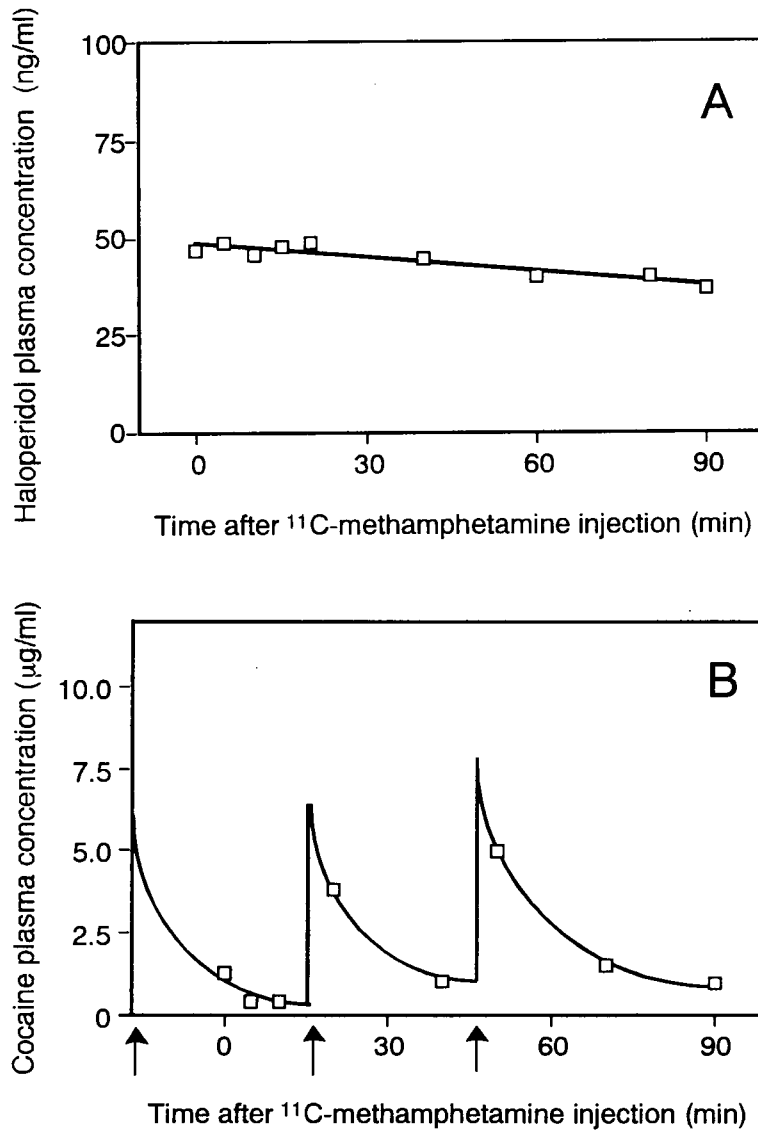 Haloperidol plasma concentration (ng/ml)
100
75
50
25
0
A
0 30 60 90
Time after ¹¹C-methamphetamine injection (min)
Cocaine plasma concentration (µg/ml)
10.0
7.5
5.0
2.5
0
B
0 30 60 90
Time after ¹¹C-methamphetamine injection (min)